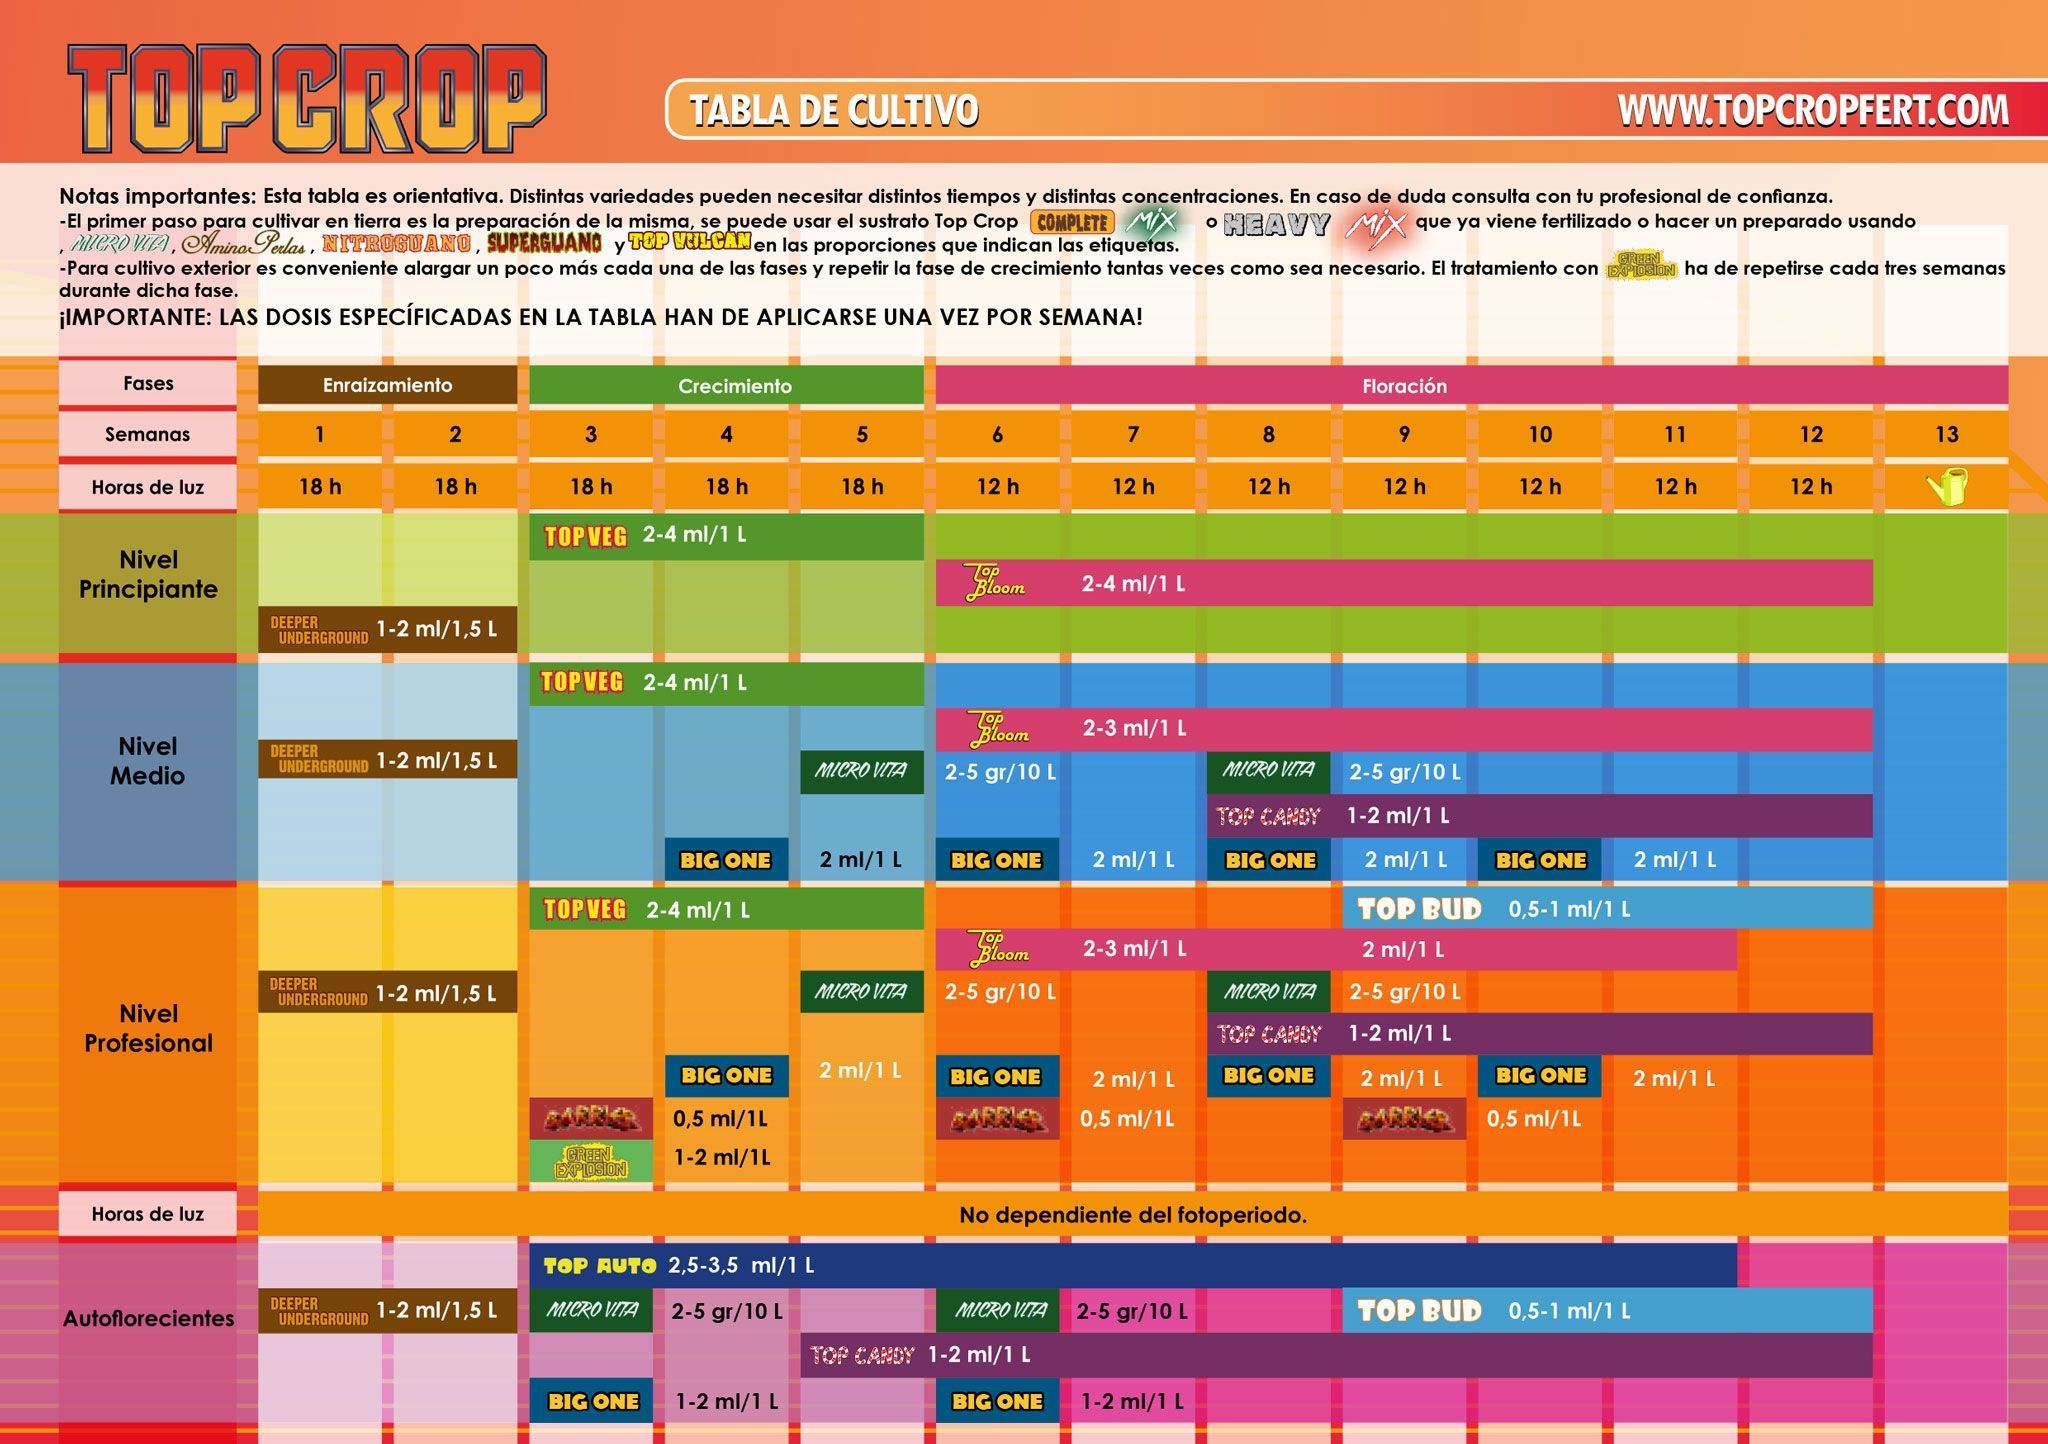 TOP CROP
TABLA DE CULTIVO
WWW.TOPCROPFERT.COM
Notas importantes: Esta tabla es orientativa. Distintas variedades pueden necesitar distintos tiempos y distintas concentraciones. En caso de duda consulta con tu profesional de confianza.
-El primer paso para cultivar en tierra es la preparación de la misma, se puede usar el sustrato Top Crop COMPLETE MIX o HEAVY MIX que ya viene fertilizado o hacer un preparado usando
, MICRO VITA, Amino Perlas, NITROGUANO, SUPERGUANO y TOP VULCAN en las proporciones que indican las etiquetas.
-Para cultivo exterior es conveniente alargar un poco más cada una de las fases y repetir la fase de crecimiento tantas veces como sea necesario. El tratamiento con GREEN EXPLOSION ha de repetirse cada tres semanas
durante dicha fase.
¡IMPORTANTE: LAS DOSIS ESPECÍFICADAS EN LA TABLA HAN DE APLICARSE UNA VEZ POR SEMANA!
Fases Enraizamiento Crecimiento Floración
Semanas 1 2 3 4 5 6 7 8 9 10 11 12 13
Horas de luz 18 h 18 h 18 h 18 h 18 h 12 h 12 h 12 h 12 h 12 h 12 h 12 h
Nivel
Principiante
TOP VEG 2-4 ml/1 L
Top Bloom 2-4 ml/1 L
DEEPER UNDERGROUND 1-2 ml/1,5 L
Nivel
Medio
TOP VEG 2-4 ml/1 L
Top Bloom 2-3 ml/1 L
DEEPER UNDERGROUND 1-2 ml/1,5 L
MICRO VITA 2-5 gr/10 L MICRO VITA 2-5 gr/10 L
TOP CANDY 1-2 ml/1 L
BIG ONE 2 ml/1 L BIG ONE 2 ml/1 L BIG ONE 2 ml/1 L BIG ONE 2 ml/1 L
Nivel
Profesional
TOP VEG 2-4 ml/1 L TOP BUD 0,5-1 ml/1 L
Top Bloom 2-3 ml/1 L 2 ml/1 L
DEEPER UNDERGROUND 1-2 ml/1,5 L MICRO VITA 2-5 gr/10 L MICRO VITA 2-5 gr/10 L
TOP CANDY 1-2 ml/1 L
BIG ONE 2 ml/1 L BIG ONE 2 ml/1 L BIG ONE 2 ml/1 L BIG ONE 2 ml/1 L
0,5 ml/1L 0,5 ml/1L 0,5 ml/1L
GREEN EXPLOSION 1-2 ml/1L
Horas de luz No dependiente del fotoperiodo.
Autoflorecientes
TOP AUTO 2,5-3,5 ml/1 L
DEEPER UNDERGROUND 1-2 ml/1,5 L MICRO VITA 2-5 gr/10 L MICRO VITA 2-5 gr/10 L TOP BUD 0,5-1 ml/1 L
TOP CANDY 1-2 ml/1 L
BIG ONE 1-2 ml/1 L BIG ONE 1-2 ml/1 L